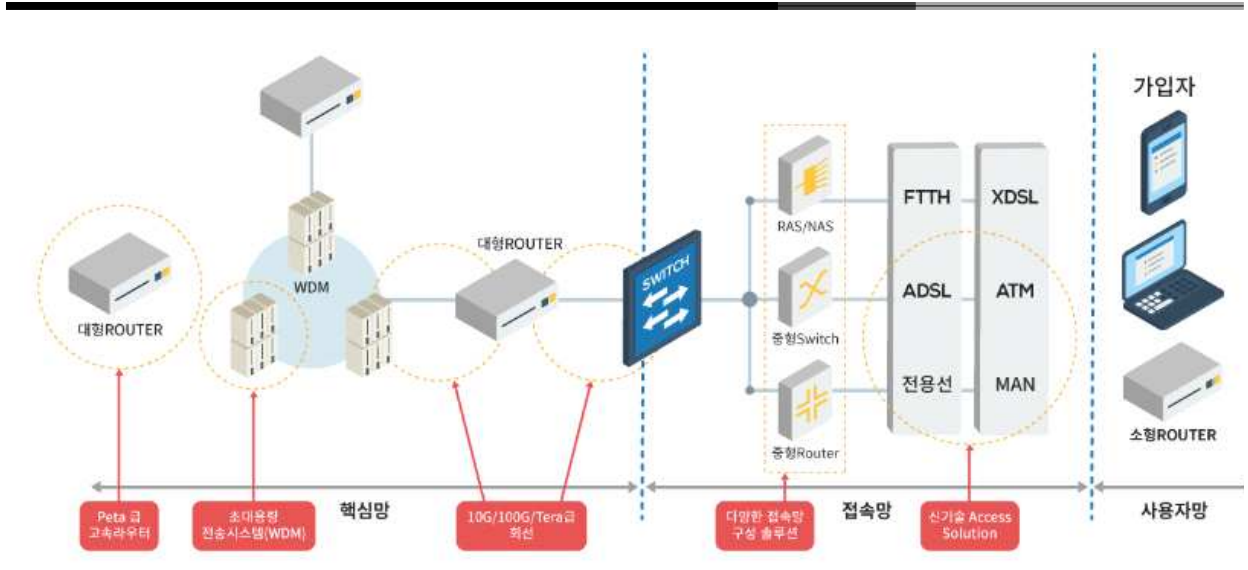 가입자
대형ROUTER
WDM
대형ROUTER
SWITCH
RAS/NAS
중형Switch
중형Router
FTTH
XDSL
ADSL
ATM
전용선
MAN
소형ROUTER
핵심망
접속망
사용자망
Peta 급
고속라우터
초대용량
전송시스템(WDM)
10G/100G/Tera급
회선
다양한 접속망
구성 솔루션
신기술 Access
Solution